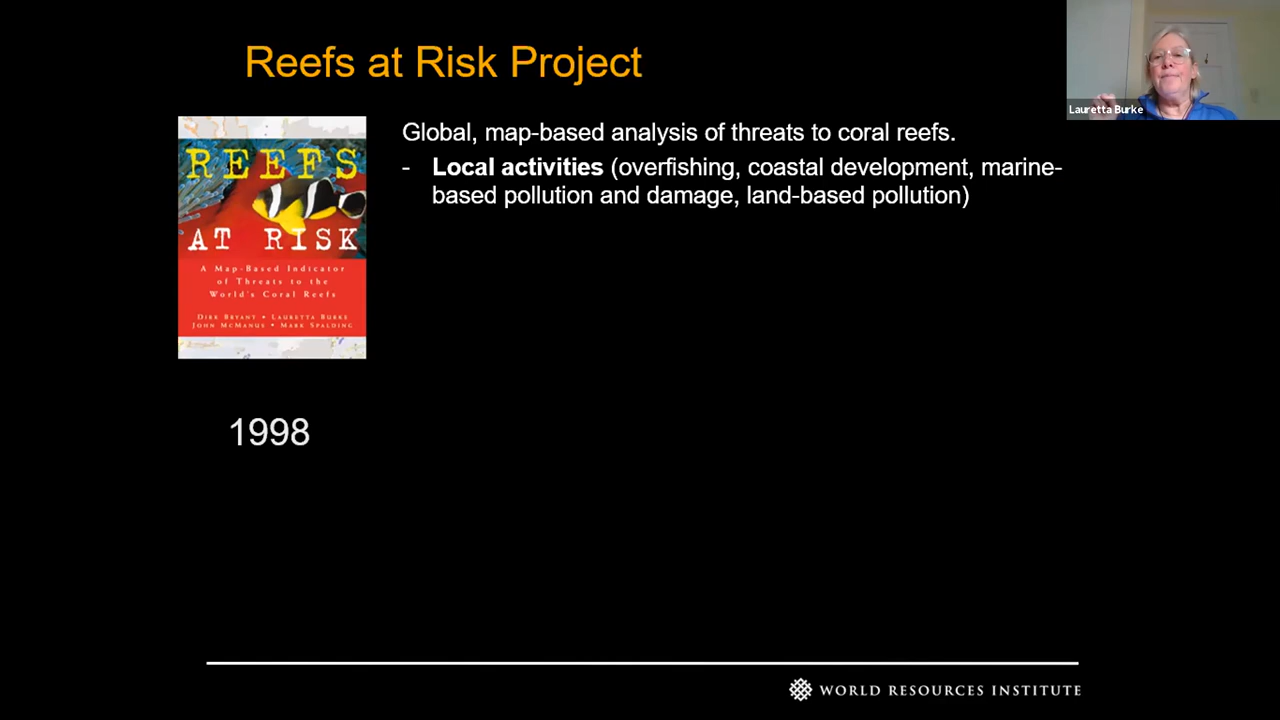 Reefs at Risk Project
Lauretta Burke
Global, map-based analysis of threats to coral reefs.
- Local activities (overfishing, coastal development, marine-
based pollution and damage, land-based pollution)
REEFS
AT RISK
A Map-Based Indicator
of Threats to the
World's Coral Reefs
Dirk Bryant • Lauretta Burke
John McManus • Mark Spalding
1998
WORLD RESOURCES INSTITUTE